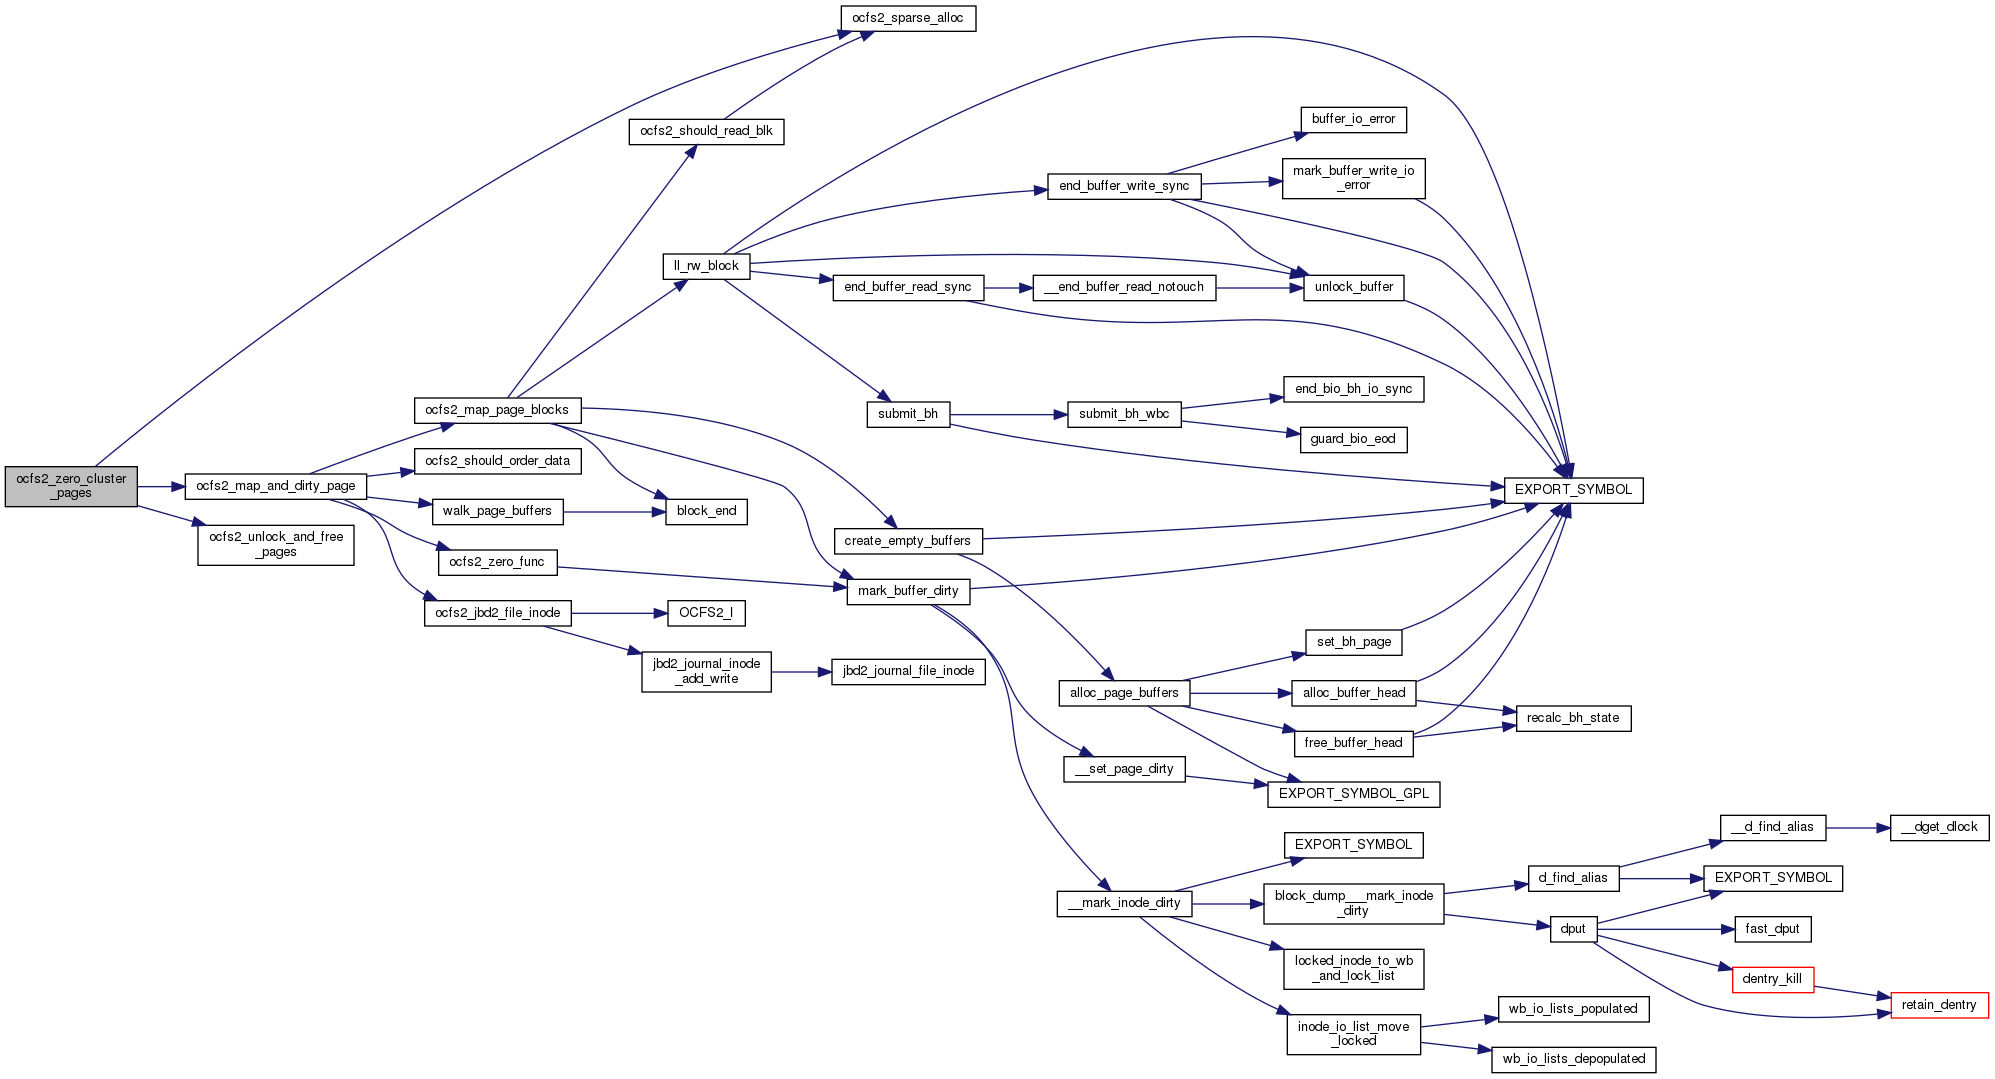 ocfs2_sparse_alloc
buffer_io_error
ocfs2_should_read_blk
mark_buffer_write_io
_error
end_buffer_write_sync
ll_rw_block
end_buffer_read_sync
__end_buffer_read_notouch
unlock_buffer
end_bio_bh_io_sync
ocfs2_map_page_blocks
submit_bh
submit_bh_wbc
guard_bio_eod
ocfs2_should_order_data
ocfs2_zero_cluster
_pages
ocfs2_map_and_dirty_page
EXPORT_SYMBOL
walk_page_buffers
block_end
ocfs2_unlock_and_free
_pages
create_empty_buffers
ocfs2_zero_func
mark_buffer_dirty
ocfs2_jbd2_file_inode
OCFS2_I
set_bh_page
jbd2_journal_inode
_add_write
jbd2_journal_file_inode
alloc_page_buffers
alloc_buffer_head
recalc_bh_state
free_buffer_head
__set_page_dirty
EXPORT_SYMBOL_GPL
__d_find_alias
__dget_dlock
EXPORT_SYMBOL
d_find_alias
EXPORT_SYMBOL
__mark_inode_dirty
block_dump___mark_inode
_dirty
dput
fast_dput
locked_inode_to_wb
_and_lock_list
dentry_kill
retain_dentry
wb_io_lists_populated
inode_io_list_move
_locked
wb_io_lists_depopulated